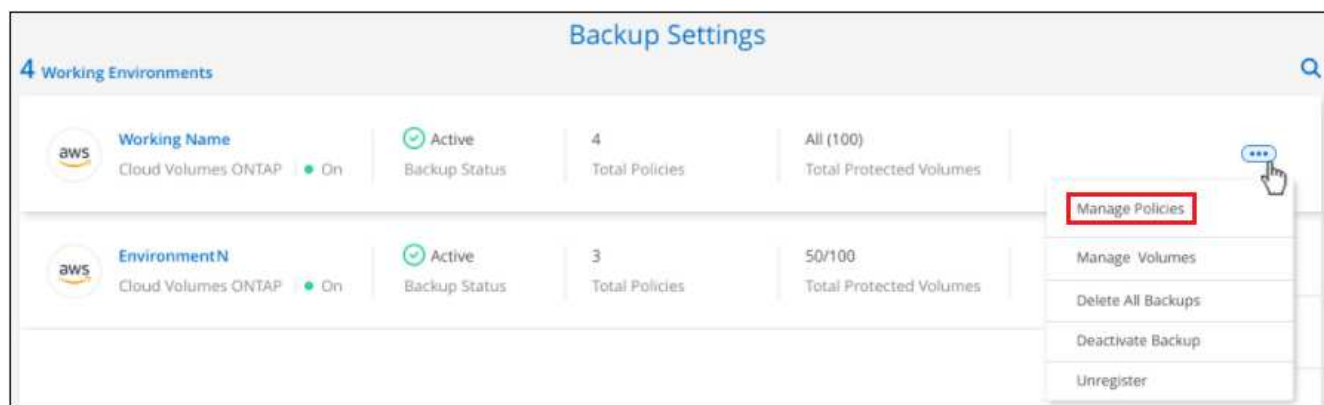 Backup Settings
4 Working Environments
aws
Working Name
Cloud Volumes ONTAP
On
Active
Backup Status
4
Total Policies
All (100)
Total Protected Volumes
Manage Policies
Manage Volumes
Delete All Backups
Deactivate Backup
Unregister
aws
EnvironmentN
Cloud Volumes ONTAP
On
Active
Backup Status
3
Total Policies
50/100
Total Protected Volumes